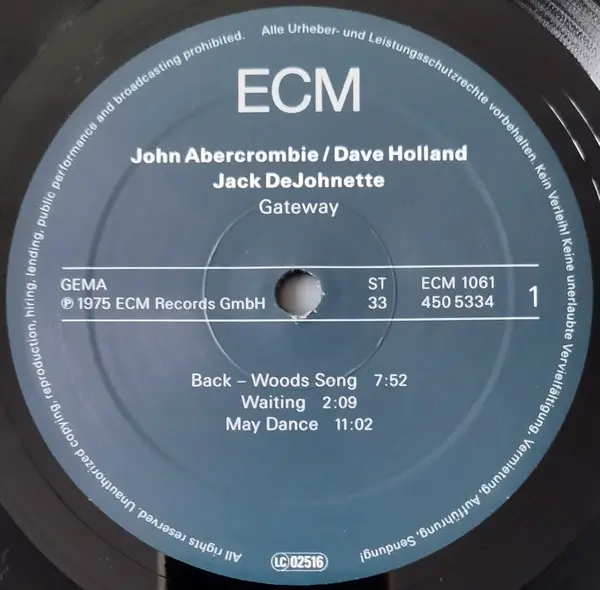 ECM
John Abercrombie / Dave Holland
Jack DeJohnette
Gateway
GEMA
℗ 1975 ECM Records GmbH
ST
33
ECM 1061
450 5334
1
Back – Woods Song 7:52
Waiting 2:09
May Dance 11:02
Alle Urheber- und Leistungsschutzrechte vorbehalten. Kein Verleih! Keine unerlaubte Vervielfältigung, Vermietung, Aufführung, Sendung!
All rights reserved. Unauthorized copying, reproduction, hiring, lending, public performance and broadcasting prohibited.
LC 02516